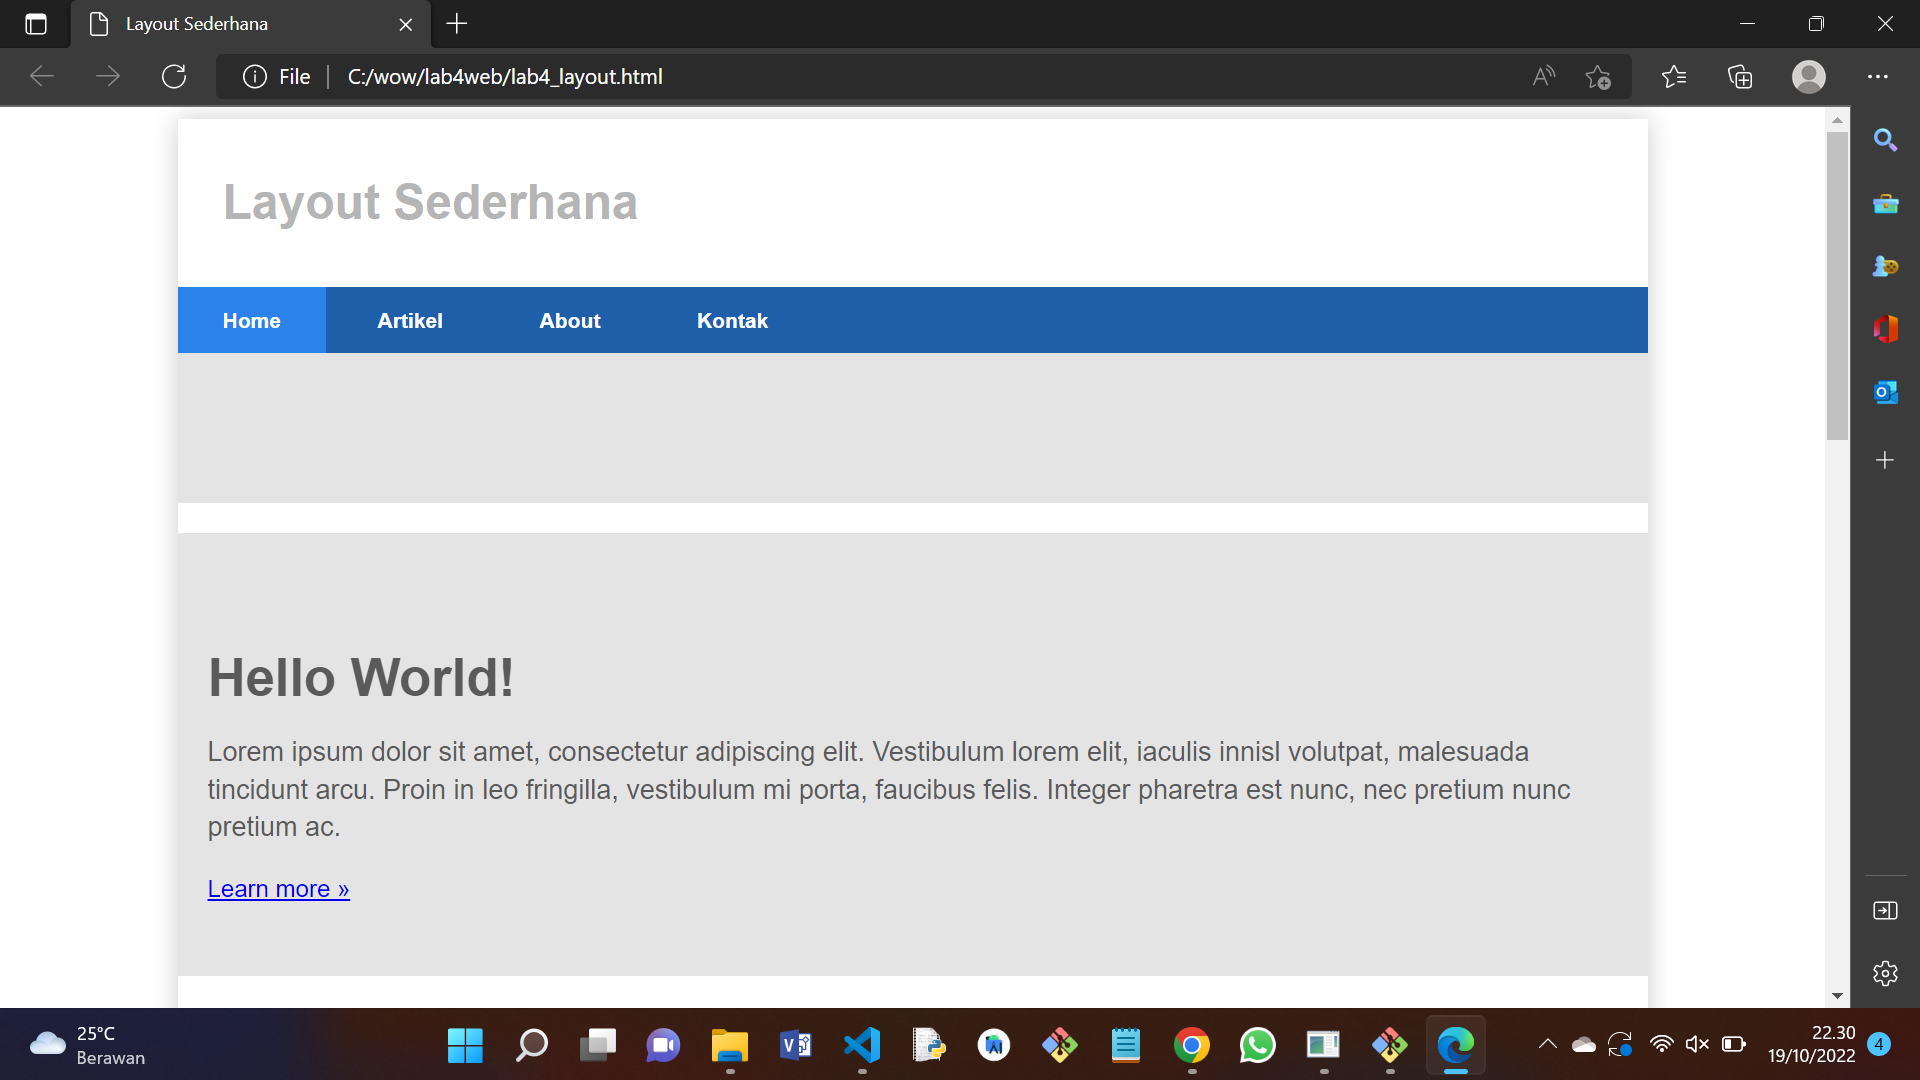 Layout Sederhana
File
C:/wow/lab4web/lab4_layout.html
Layout Sederhana
Home
Artikel
About
Kontak
Hello World!
Lorem ipsum dolor sit amet, consectetur adipiscing elit. Vestibulum lorem elit, iaculis innisl volutpat, malesuada
tincidunt arcu. Proin in leo fringilla, vestibulum mi porta, faucibus felis. Integer pharetra est nunc, nec pretium nunc
pretium ac.
Learn more »
25°C
Berawan
22.30
19/10/2022
4